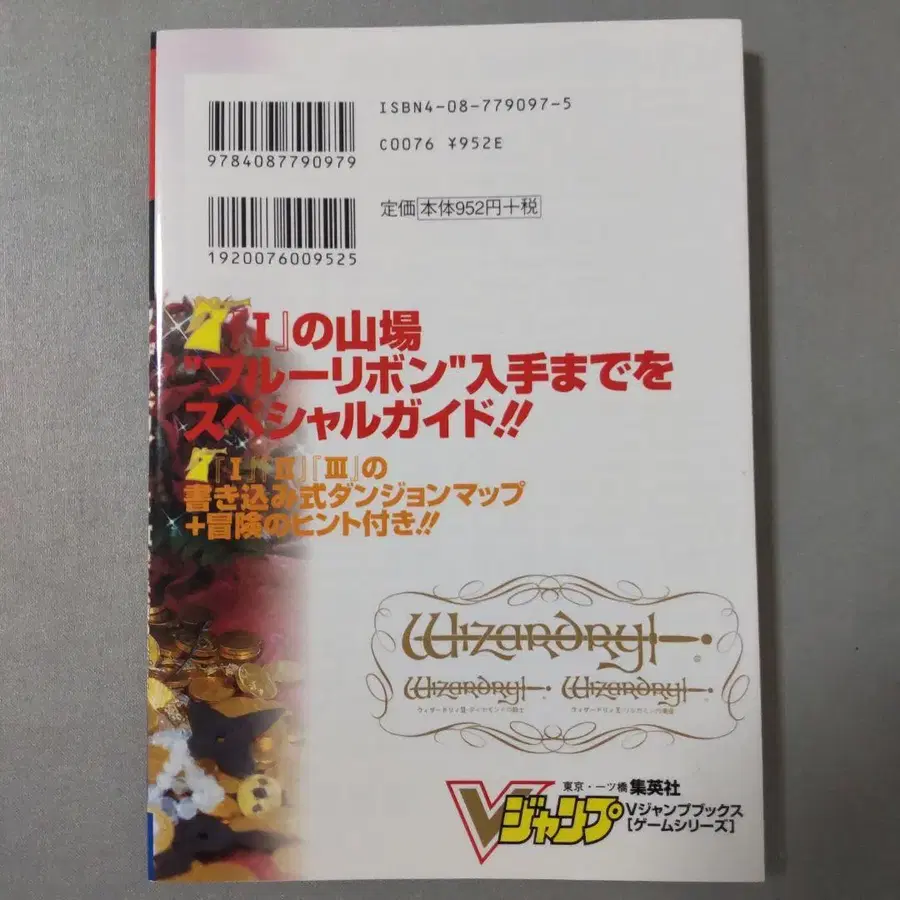 ISBN4-08-779097-5
9784087790979
C0076 ¥952E
定価 本体952円+税
1920076009525
『Ⅰ』の山場
"ブルーリボン"入手までを
スペシャルガイド!!
『Ⅰ』『Ⅱ』『Ⅲ』の
書き込み式ダンジョンマップ
+冒険のヒント付き!!
Wizardry ®
Wizardry Wizardry
Vジャンプ
東京・一ツ橋 集英社
Vジャンプブックス
[ゲームシリーズ]